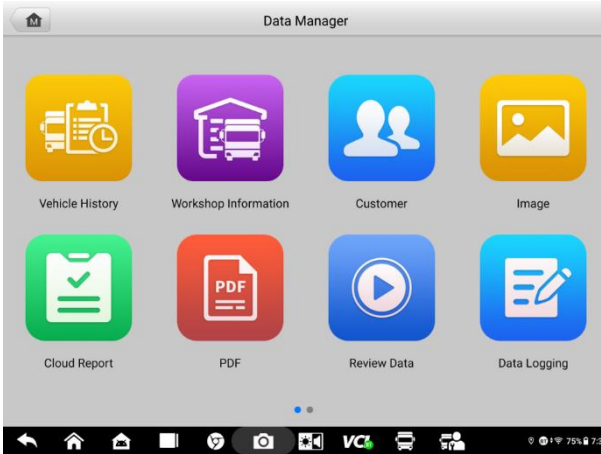 M
Data Manager
Vehicle History
Workshop Information
Customer
Image
PDF
Cloud Report
PDF
Review Data
Data Logging
VCI
75%